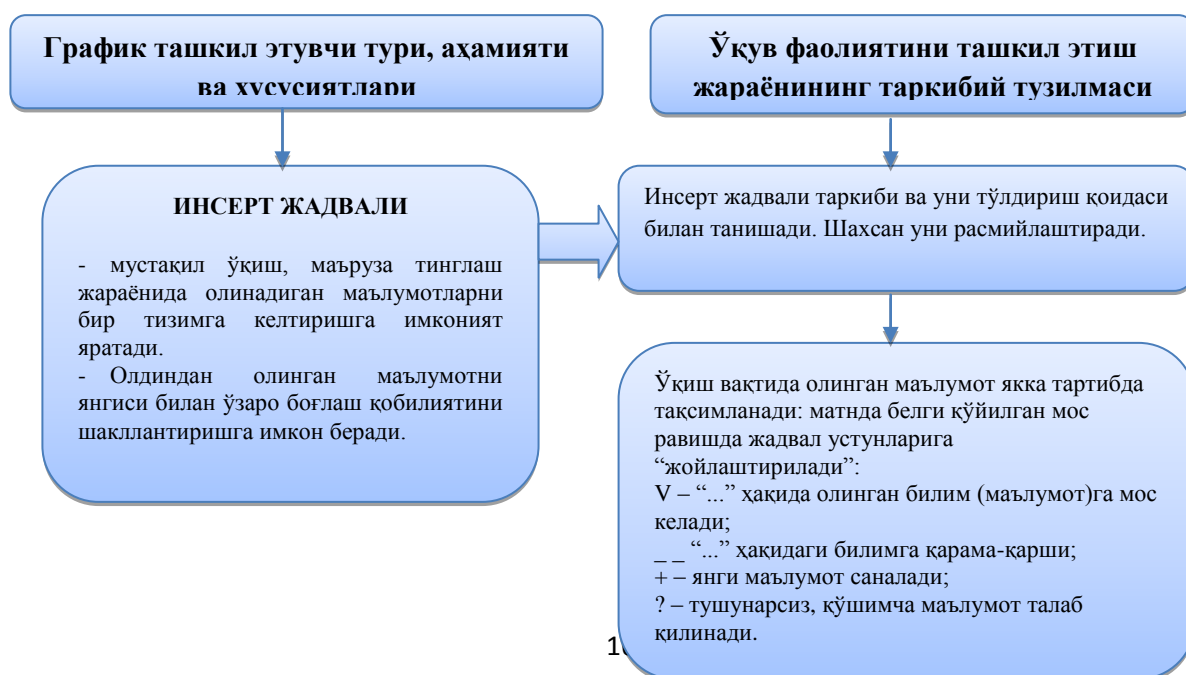 График ташкил этувчи тури, аҳамияти
ва хусусиятлари
Ўқув фаолиятини ташкил этиш
жараёнининг таркибий тузилмаси
ИНСЕРТ ЖАДВАЛИ
- мустақил ўқиш, маъруза тинглаш
жараёнида олинадиган маълумотларни
бир тизимга келтиришга имконият
яратади.
- Олдиндан олинган маълумотни
янгиси билан ўзаро боғлаш қобилиятини
шакллантиришга имкон беради.
Инсерт жадвали таркиби ва уни тўлдириш қоидаси
билан танишади. Шахсан уни расмийлаштиради.
Ўқиш вақтида олинган маълумот якка тартибда
тақсимланади: матнда белги қўйилган мос
равишда жадвал устунларига
“жойлаштирилади”:
V – “...” ҳақида олинган билим (маълумот)га мос
келади;
_ _ “...” ҳақидаги билимга қарама-қарши;
+ – янги маълумот саналади;
? – тушунарсиз, қўшимча маълумот талаб
қилинади.